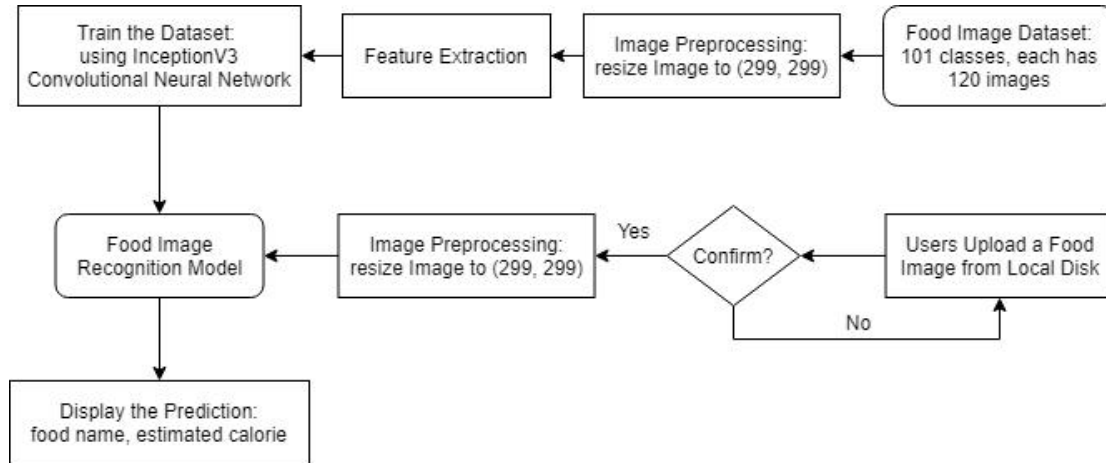 Train the Dataset:
using InceptionV3
Convolutional Neural Network
Feature Extraction
Image Preprocessing:
resize Image to (299, 299)
Food Image Dataset:
101 classes, each has
120 images
Food Image
Recognition Model
Image Preprocessing:
resize Image to (299, 299)
Yes
Confirm?
Users Upload a Food
Image from Local Disk
No
Display the Prediction:
food name, estimated calorie